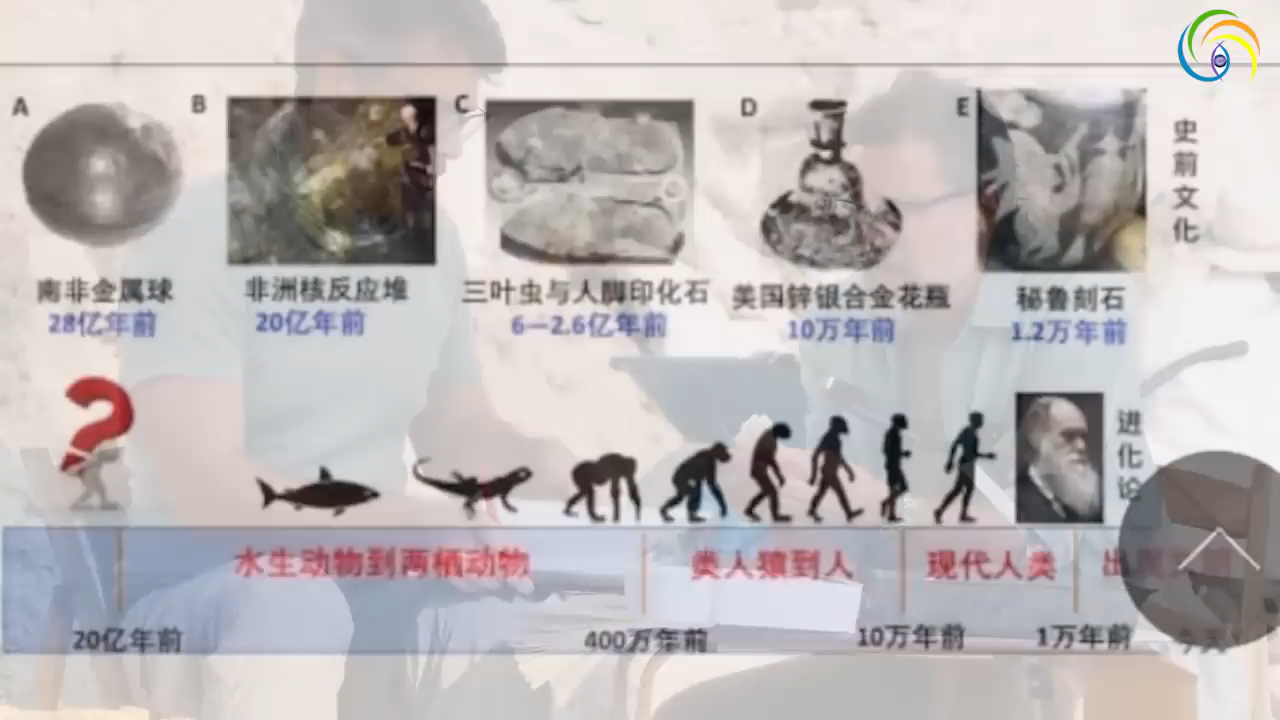 A
B
C
D
E
史前文化
南非金属球
非洲核反应堆
三叶虫与人脚印化石
美国锌银合金花瓶
秘鲁刻石
28亿年前
20亿年前
6—2.6亿年前
10万年前
1.2万年前
进化论
水生动物到两栖动物
类人猿到人
现代人类
出
20亿年前
400万年前
10万年前
1万年前
今天